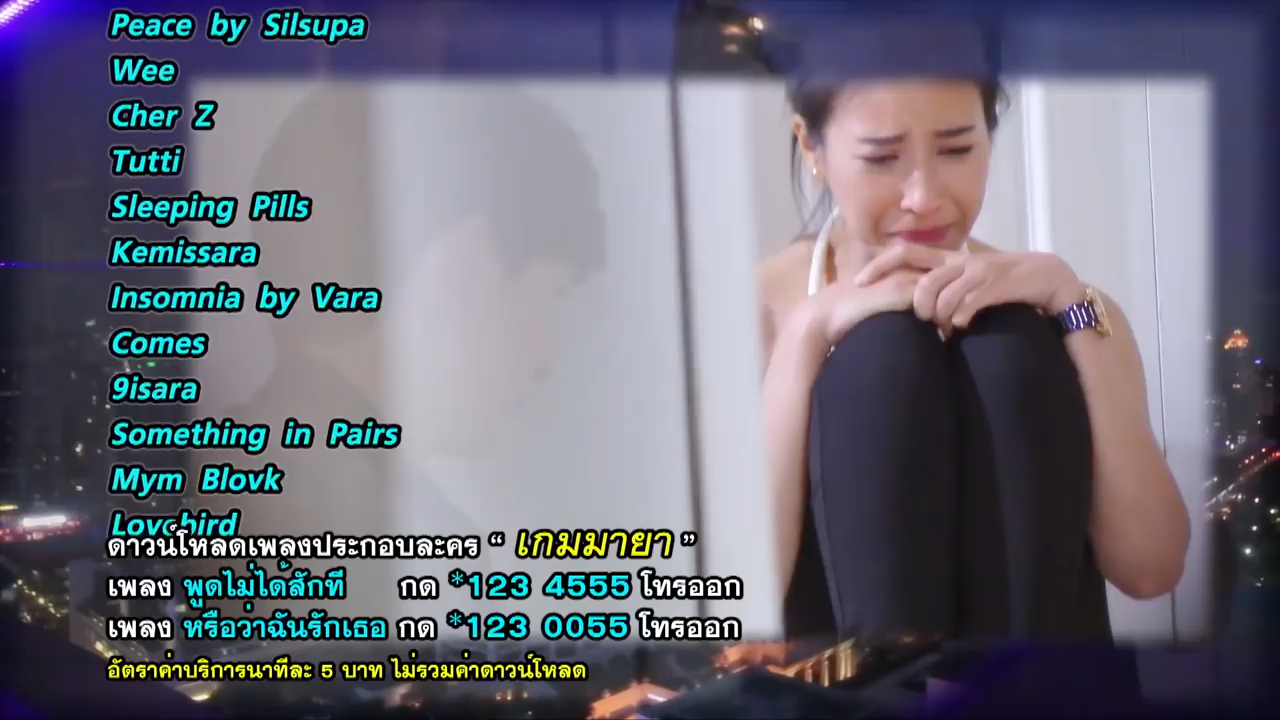 Peace by Silsupa
Wee
Cher Z
Tutti
Sleeping Pills
Kemissara
Insomnia by Vara
Comes
9isara
Something in Pairs
Mym Blovk
Lovebird
ดาวน์โหลดเพลงประกอบละคร “ เกมมายา ”
เพลง พูดไม่ได้สักที กด *123 4555 โทรออก
เพลง หรือว่าฉันรักเธอ กด *123 0055 โทรออก
อัตราค่าบริการนาทีละ 5 บาท ไม่รวมค่าดาวน์โหลด